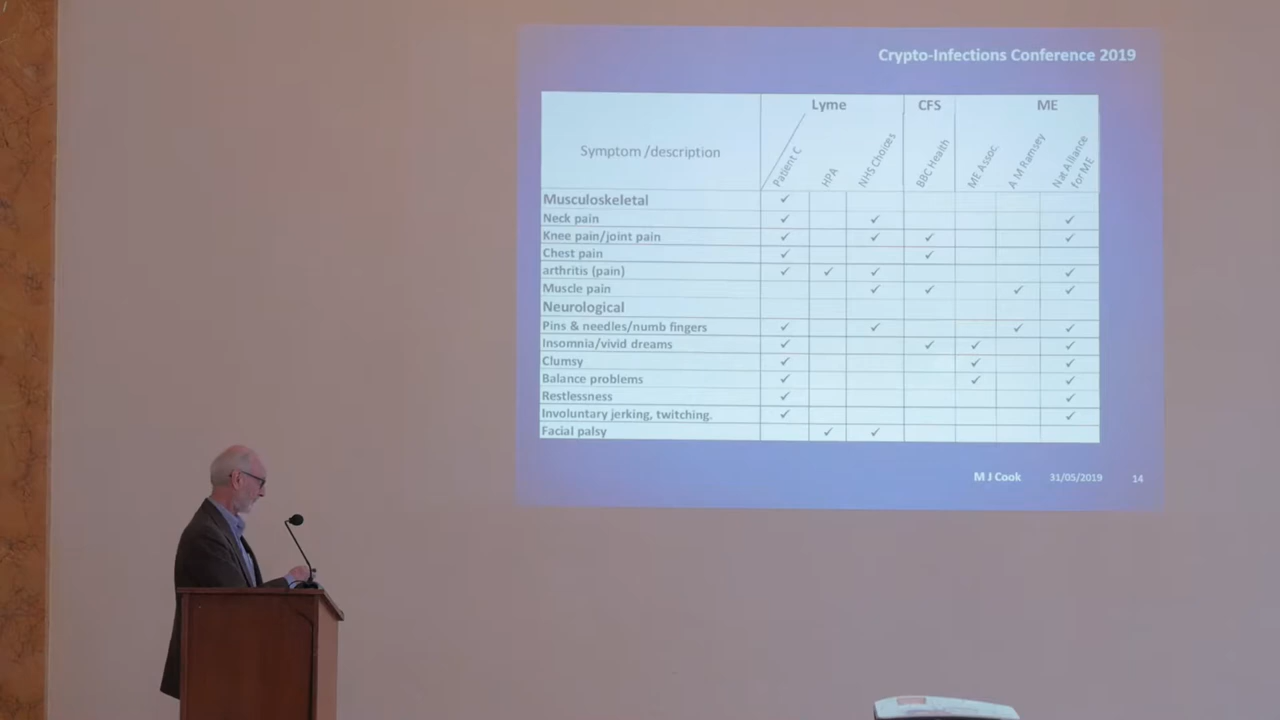 Crypto-Infections Conference 2019
Symptom /description
Lyme
CFS
ME
Patient C
HPA
NHS Choices
BBC Health
ME Assoc.
A M Ramsey
Nat Alliance
for ME
Musculoskeletal ✓
Neck pain ✓ ✓ ✓
Knee pain/joint pain ✓ ✓ ✓ ✓
Chest pain ✓ ✓
arthritis (pain) ✓ ✓ ✓ ✓
Muscle pain ✓ ✓ ✓ ✓
Neurological
Pins & needles/numb fingers ✓ ✓ ✓ ✓
Insomnia/vivid dreams ✓ ✓ ✓ ✓
Clumsy ✓ ✓ ✓
Balance problems ✓ ✓ ✓
Restlessness ✓ ✓
Involuntary jerking, twitching. ✓ ✓
Facial palsy ✓ ✓
M J Cook 31/05/2019 14